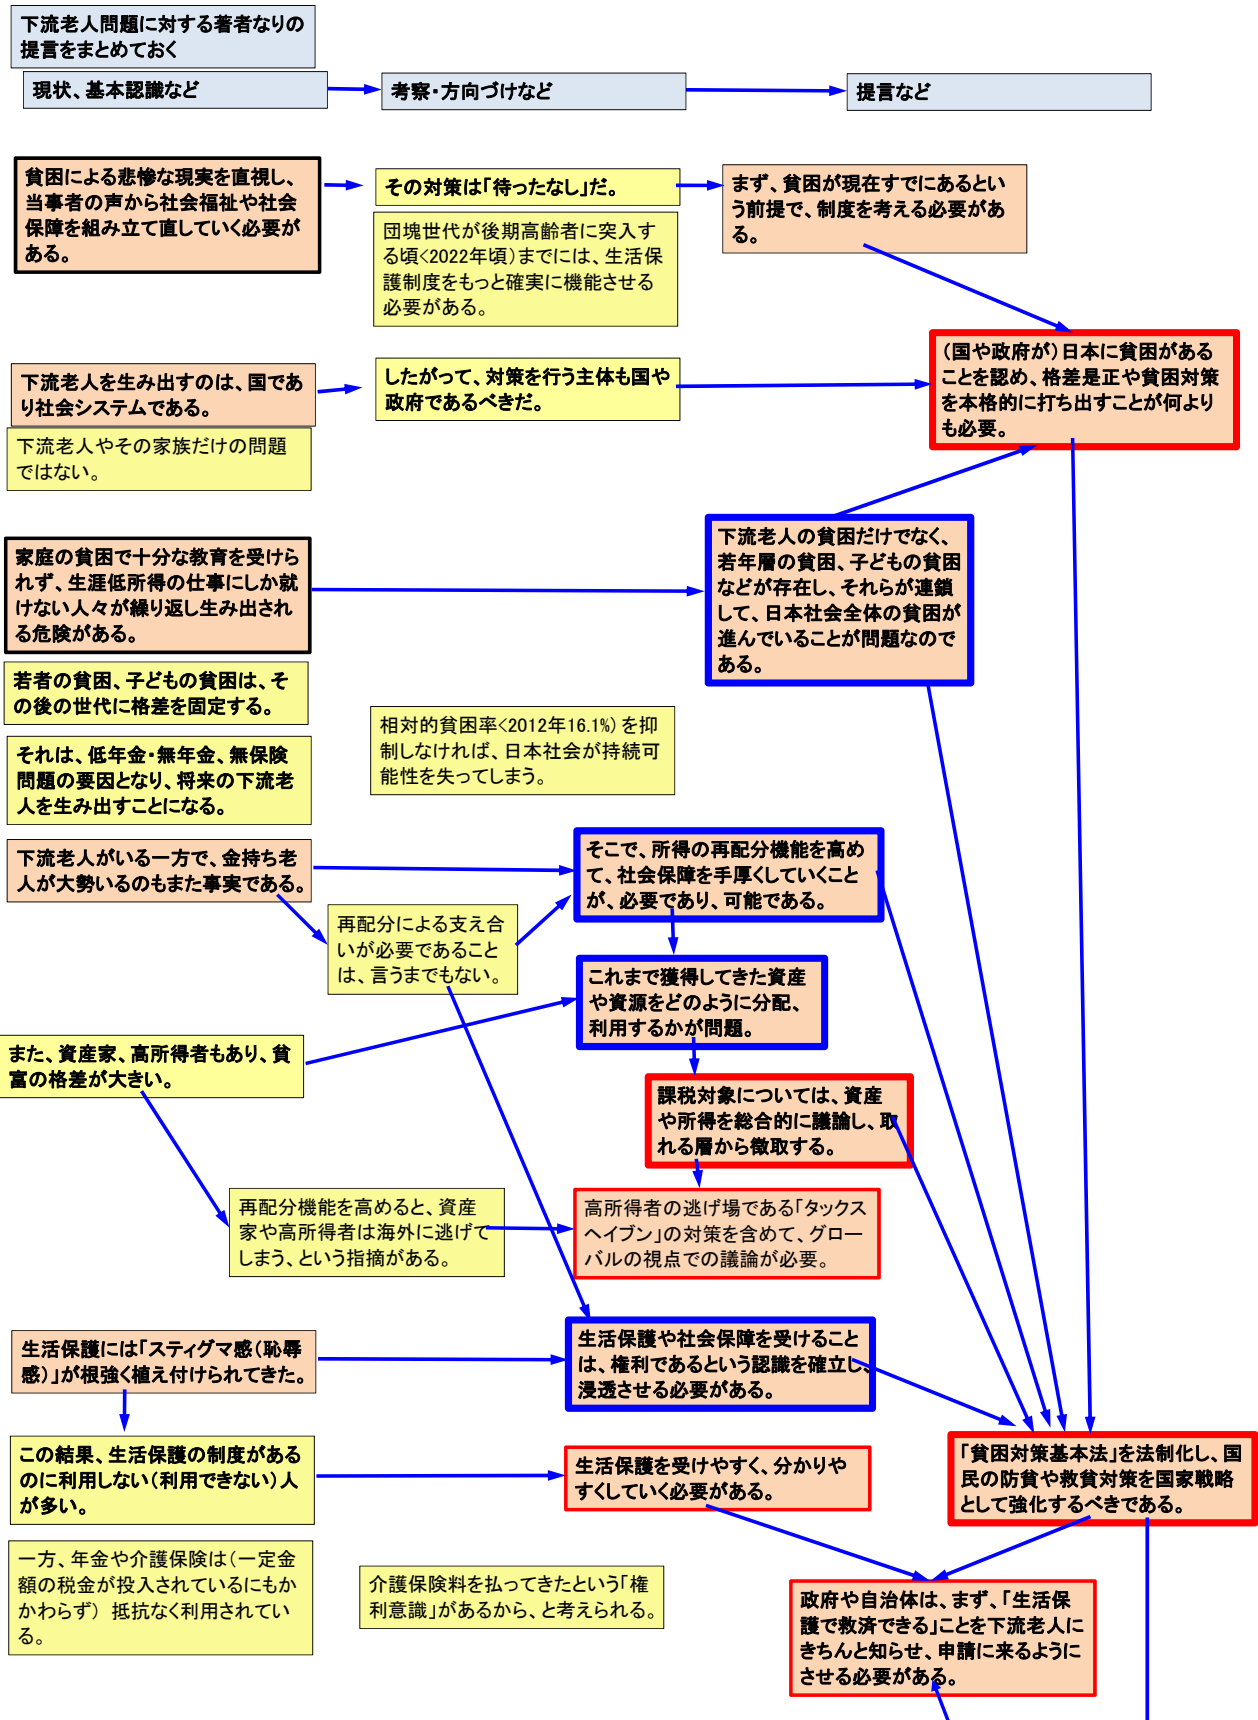 下流老人問題に対する著者なりの
提言をまとめておく
現状、基本認識など
考察・方向づけなど
提言など
貧困による悲惨な現実を直視し、
当事者の声から社会福祉や社会
保障を組み立て直していく必要が
ある。
その対策は「待ったなし」だ。
まず、貧困が現在すでにあるとい
う前提で、制度を考える必要があ
る。
団塊世代が後期高齢者に突入す
る頃<2022年頃)までには、生活保
護制度をもっと確実に機能させる
必要がある。
(国や政府が)日本に貧困がある
ことを認め、格差是正や貧困対策
を本格的に打ち出すことが何より
も必要。
下流老人を生み出すのは、国であ
り社会システムである。
したがって、対策を行う主体も国や
政府であるべきだ。
下流老人やその家族だけの問題
ではない。
家庭の貧困で十分な教育を受けら
れず、生涯低所得の仕事にしか就
けない人々が繰り返し生み出され
る危険がある。
下流老人の貧困だけでなく、
若年層の貧困、子どもの貧困
などが存在し、それらが連鎖
して、日本社会全体の貧困が
進んでいることが問題なので
ある。
若者の貧困、子どもの貧困は、そ
の後の世代に格差を固定する。
相対的貧困率<2012年16.1%)を抑
制しなければ、日本社会が持続可
能性を失ってしまう。
それは、低年金・無年金、無保険
問題の要因となり、将来の下流老
人を生み出すことになる。
下流老人がいる一方で、金持ち老
人が大勢いるのもまた事実である。
そこで、所得の再配分機能を高め
て、社会保障を手厚くしていくこと
が、必要であり、可能である。
再配分による支え合
いが必要であること
は、言うまでもない。
これまで獲得してきた資産
や資源をどのように分配、
利用するかが問題。
また、資産家、高所得者もあり、貧
富の格差が大きい。
課税対象については、資産
や所得を総合的に議論し、取
れる層から徴取する。
再配分機能を高めると、資産
家や高所得者は海外に逃げて
しまう、という指摘がある。
高所得者の逃げ場である「タックス
ヘイブン」の対策を含めて、グロー
バルの視点での議論が必要。
生活保護には「スティグマ感(恥辱
感)」が根強く植え付けられてきた。
生活保護や社会保障を受けること
は、権利であるという認識を確立し、
浸透させる必要がある。
この結果、生活保護の制度がある
のに利用しない(利用できない)人
が多い。
生活保護を受けやすく、分かりや
すくしていく必要がある。
「貧困対策基本法」を法制化し、国
民の防貧や救貧対策を国家戦略
として強化するべきである。
一方、年金や介護保険は(一定金
額の税金が投入されているにもか
かわらず) 抵抗なく利用されてい
る。
介護保険料を払ってきたという「権
利意識」があるから、と考えられる。
政府や自治体は、まず、「生活保
護で救済できる」ことを下流老人に
きちんと知らせ、申請に来るように
させる必要がある。